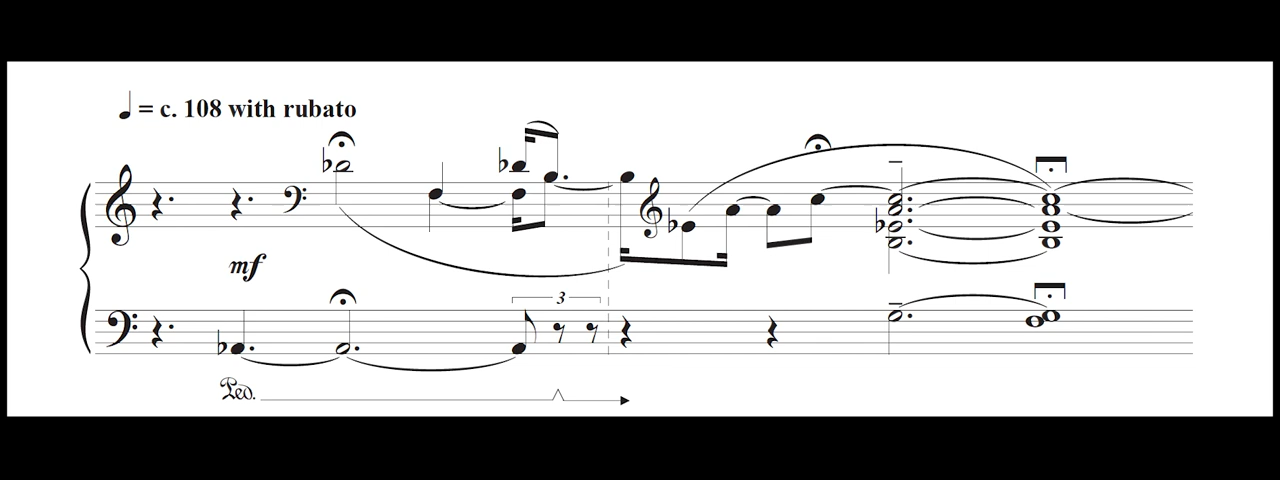 ♩ = c. 108 with rubato
mf
3
Ped.